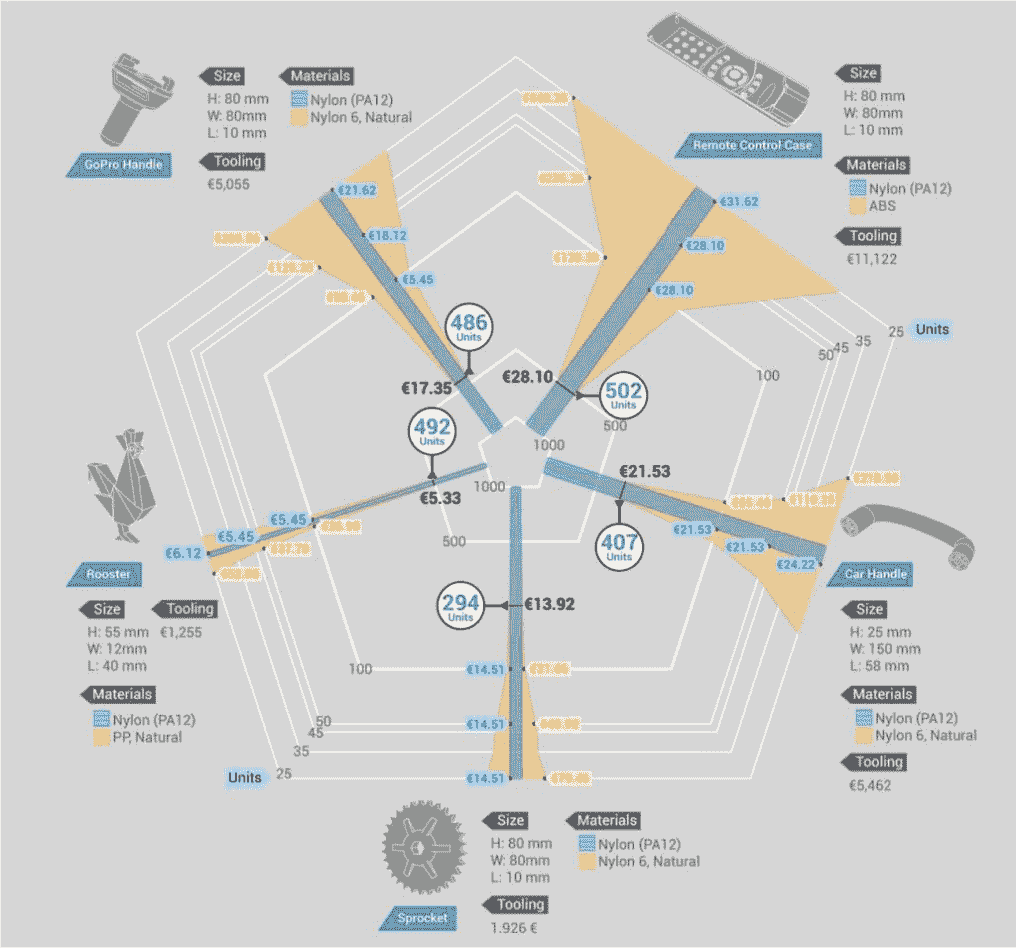 Size
H: 80 mm
W: 80mm
L: 10 mm
Materials
Nylon (PA12)
Nylon 6, Natural
GoPro Handle
Tooling
€5,055
Remote Control Case
Size
H: 80 mm
W: 80mm
L: 10 mm
Materials
Nylon (PA12)
ABS
Tooling
€11,122
€21.62
€18.12
€5.45
486
Units
€17.35
€31.62
€28.10
€28.10
€28.10
502
Units
25
Units
35
45
50
100
500
1000
492
Units
€5.33
1000
€5.45
€5.45
€6.12
€21.53
407
Units
€21.53
€21.53
€24.22
500
294
Units
€13.92
100
€14.51
€14.51
€14.51
50
45
35
25
Units
Rooster
Size
H: 55 mm
W: 12mm
L: 40 mm
Tooling
€1,255
Materials
Nylon (PA12)
PP, Natural
Car Handle
Size
H: 25 mm
W: 150 mm
L: 58 mm
Materials
Nylon (PA12)
Nylon 6, Natural
Tooling
€5,462
Sprocket
Size
H: 80 mm
W: 80mm
L: 10 mm
Materials
Nylon (PA12)
Nylon 6, Natural
Tooling
1.926 €